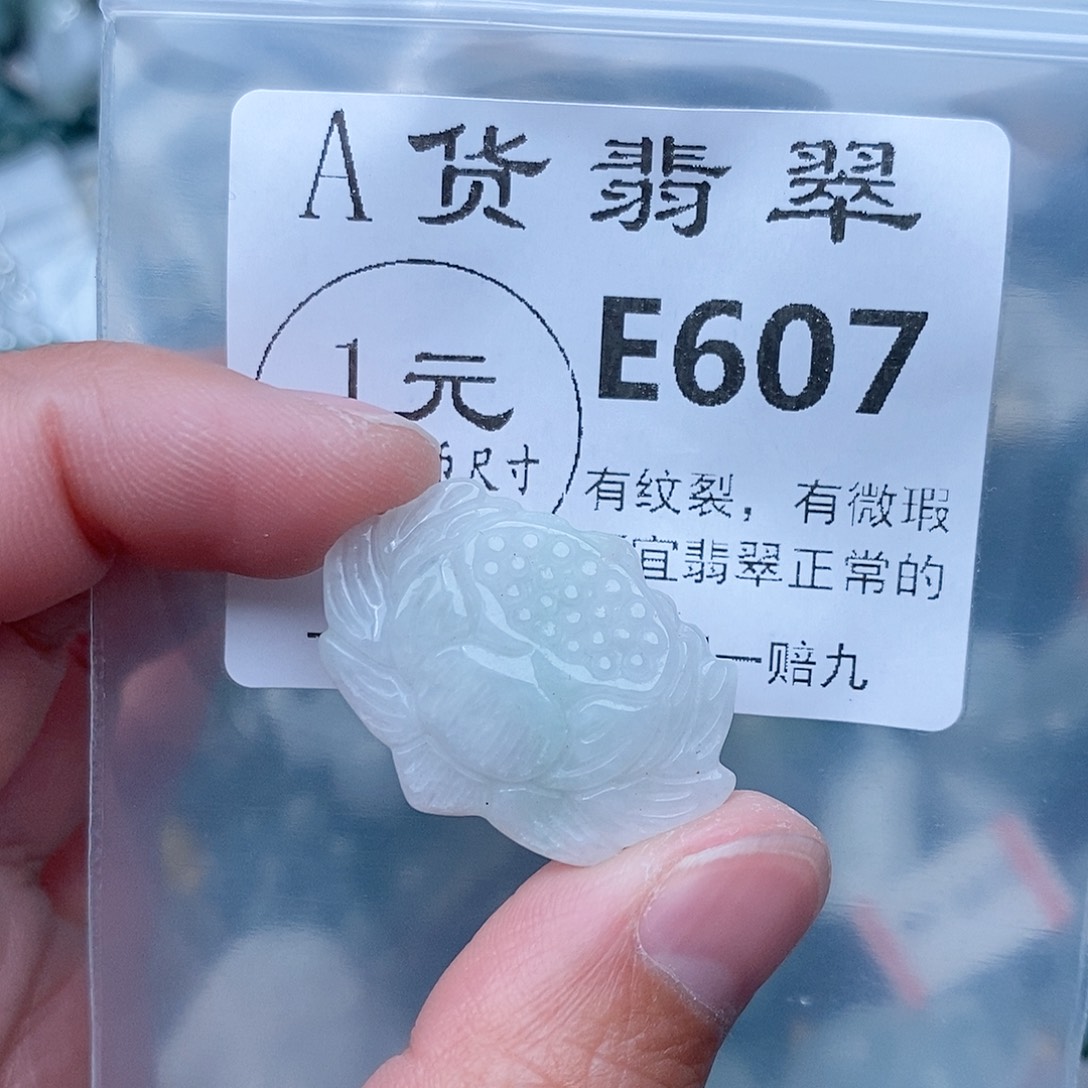 A货翡翠
1元
E607
币尺寸
有纹裂，有微瑕
宜翡翠正常的
一赔九